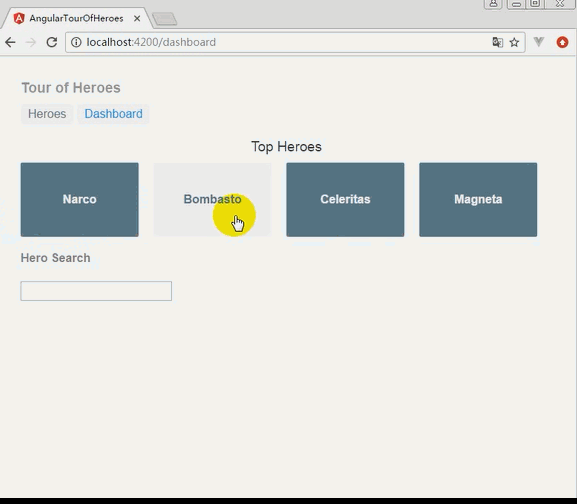 AngularTourOfHeroes
localhost:4200/dashboard
Tour of Heroes
Heroes Dashboard
Top Heroes
Narco Bombasto Celeritas Magneta
Hero Search